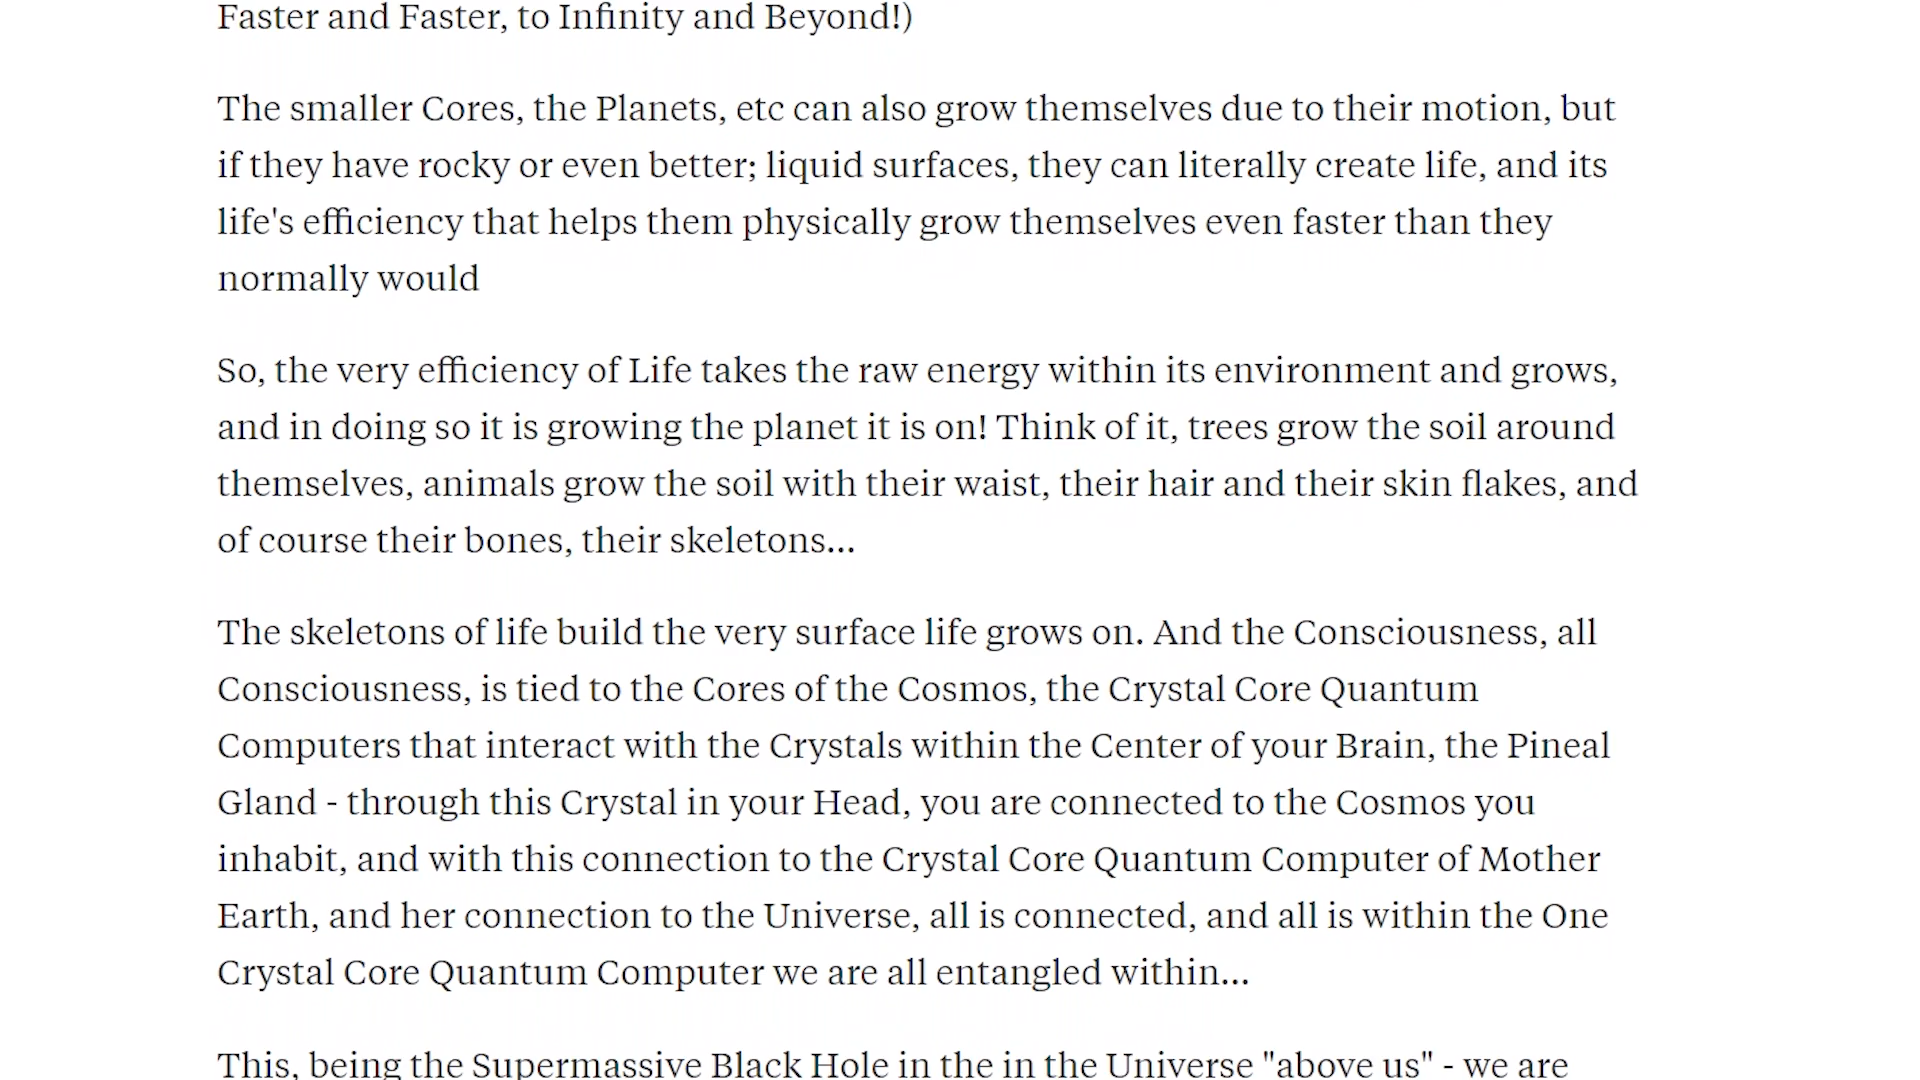 Faster and Faster, to Infinity and Beyond!)
The smaller Cores, the Planets, etc can also grow themselves due to their motion, but
if they have rocky or even better; liquid surfaces, they can literally create life, and its
life's efficiency that helps them physically grow themselves even faster than they
normally would
So, the very efficiency of Life takes the raw energy within its environment and grows,
and in doing so it is growing the planet it is on! Think of it, trees grow the soil around
themselves, animals grow the soil with their waist, their hair and their skin flakes, and
of course their bones, their skeletons...
The skeletons of life build the very surface life grows on. And the Consciousness, all
Consciousness, is tied to the Cores of the Cosmos, the Crystal Core Quantum
Computers that interact with the Crystals within the Center of your Brain, the Pineal
Gland - through this Crystal in your Head, you are connected to the Cosmos you
inhabit, and with this connection to the Crystal Core Quantum Computer of Mother
Earth, and her connection to the Universe, all is connected, and all is within the One
Crystal Core Quantum Computer we are all entangled within...
This, being the Supermassive Black Hole in the in the Universe "above us" - we are